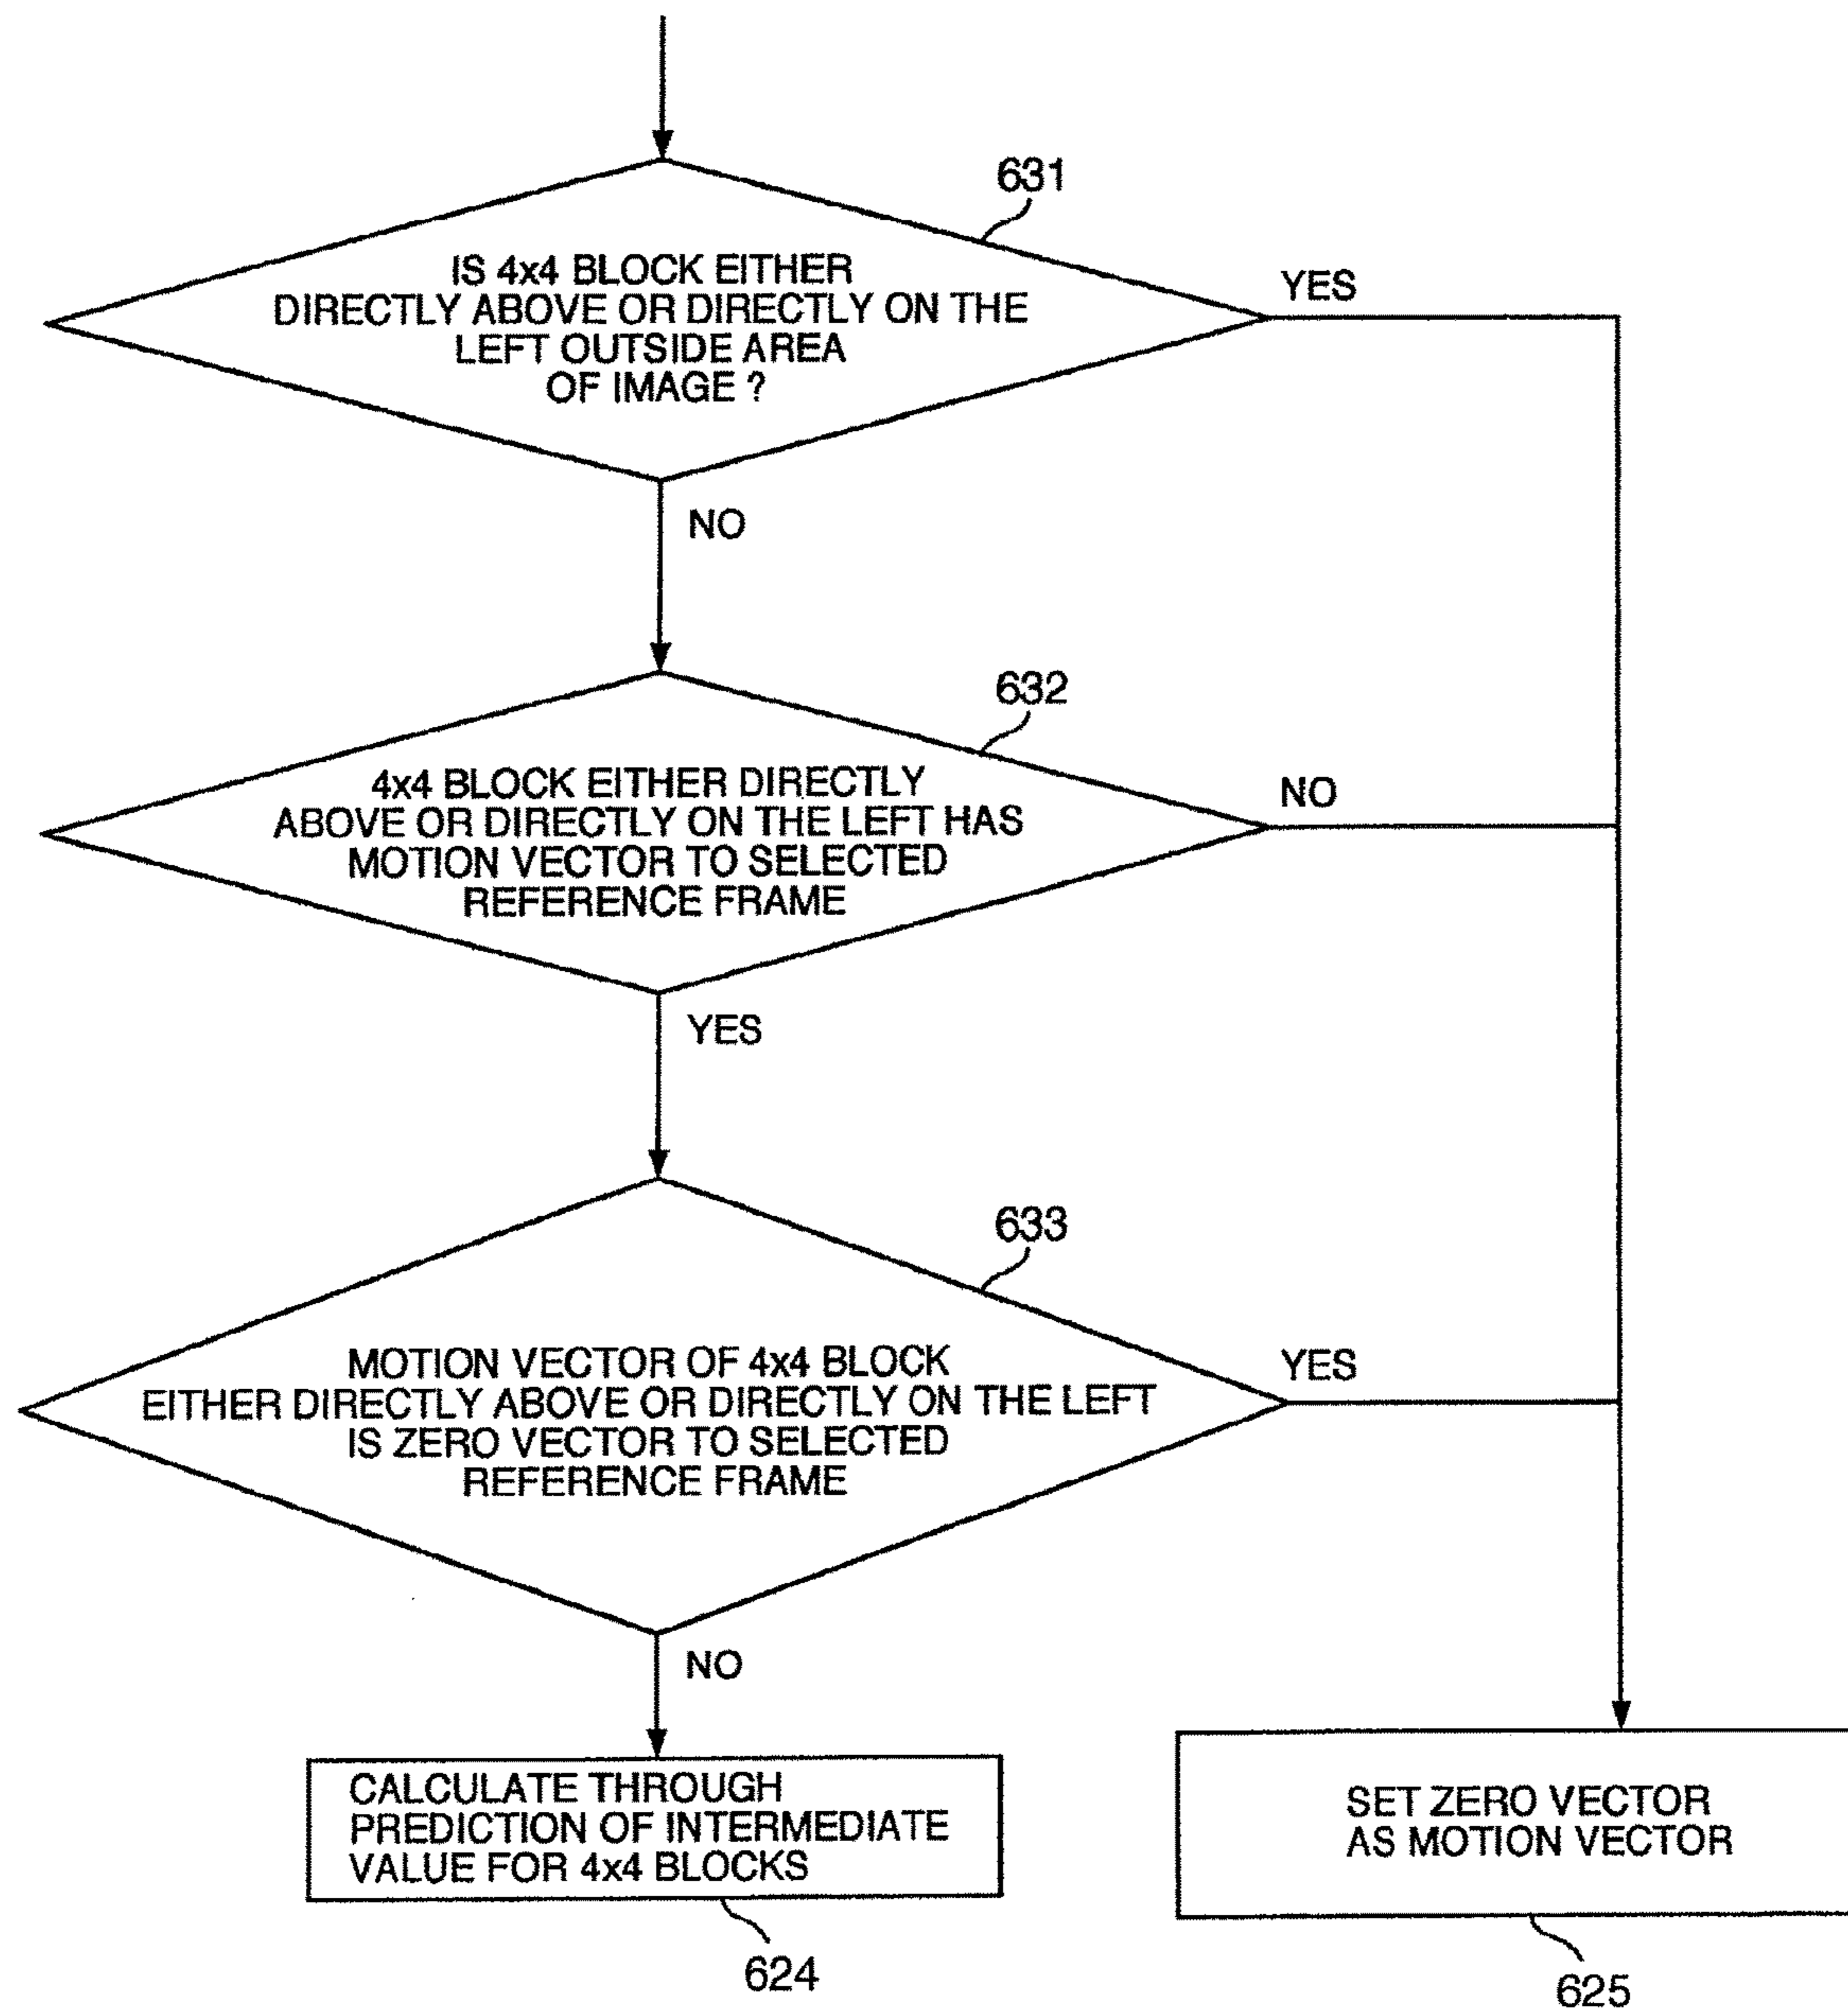 631
IS 4x4 BLOCK EITHER
DIRECTLY ABOVE OR DIRECTLY ON THE
LEFT OUTSIDE AREA
OF IMAGE ?
YES
NO
632
4x4 BLOCK EITHER DIRECTLY
ABOVE OR DIRECTLY ON THE LEFT HAS
MOTION VECTOR TO SELECTED
REFERENCE FRAME
NO
YES
633
MOTION VECTOR OF 4x4 BLOCK
EITHER DIRECTLY ABOVE OR DIRECTLY ON THE LEFT
IS ZERO VECTOR TO SELECTED
REFERENCE FRAME
YES
NO
CALCULATE THROUGH
PREDICTION OF INTERMEDIATE
VALUE FOR 4x4 BLOCKS
624
SET ZERO VECTOR
AS MOTION VECTOR
625